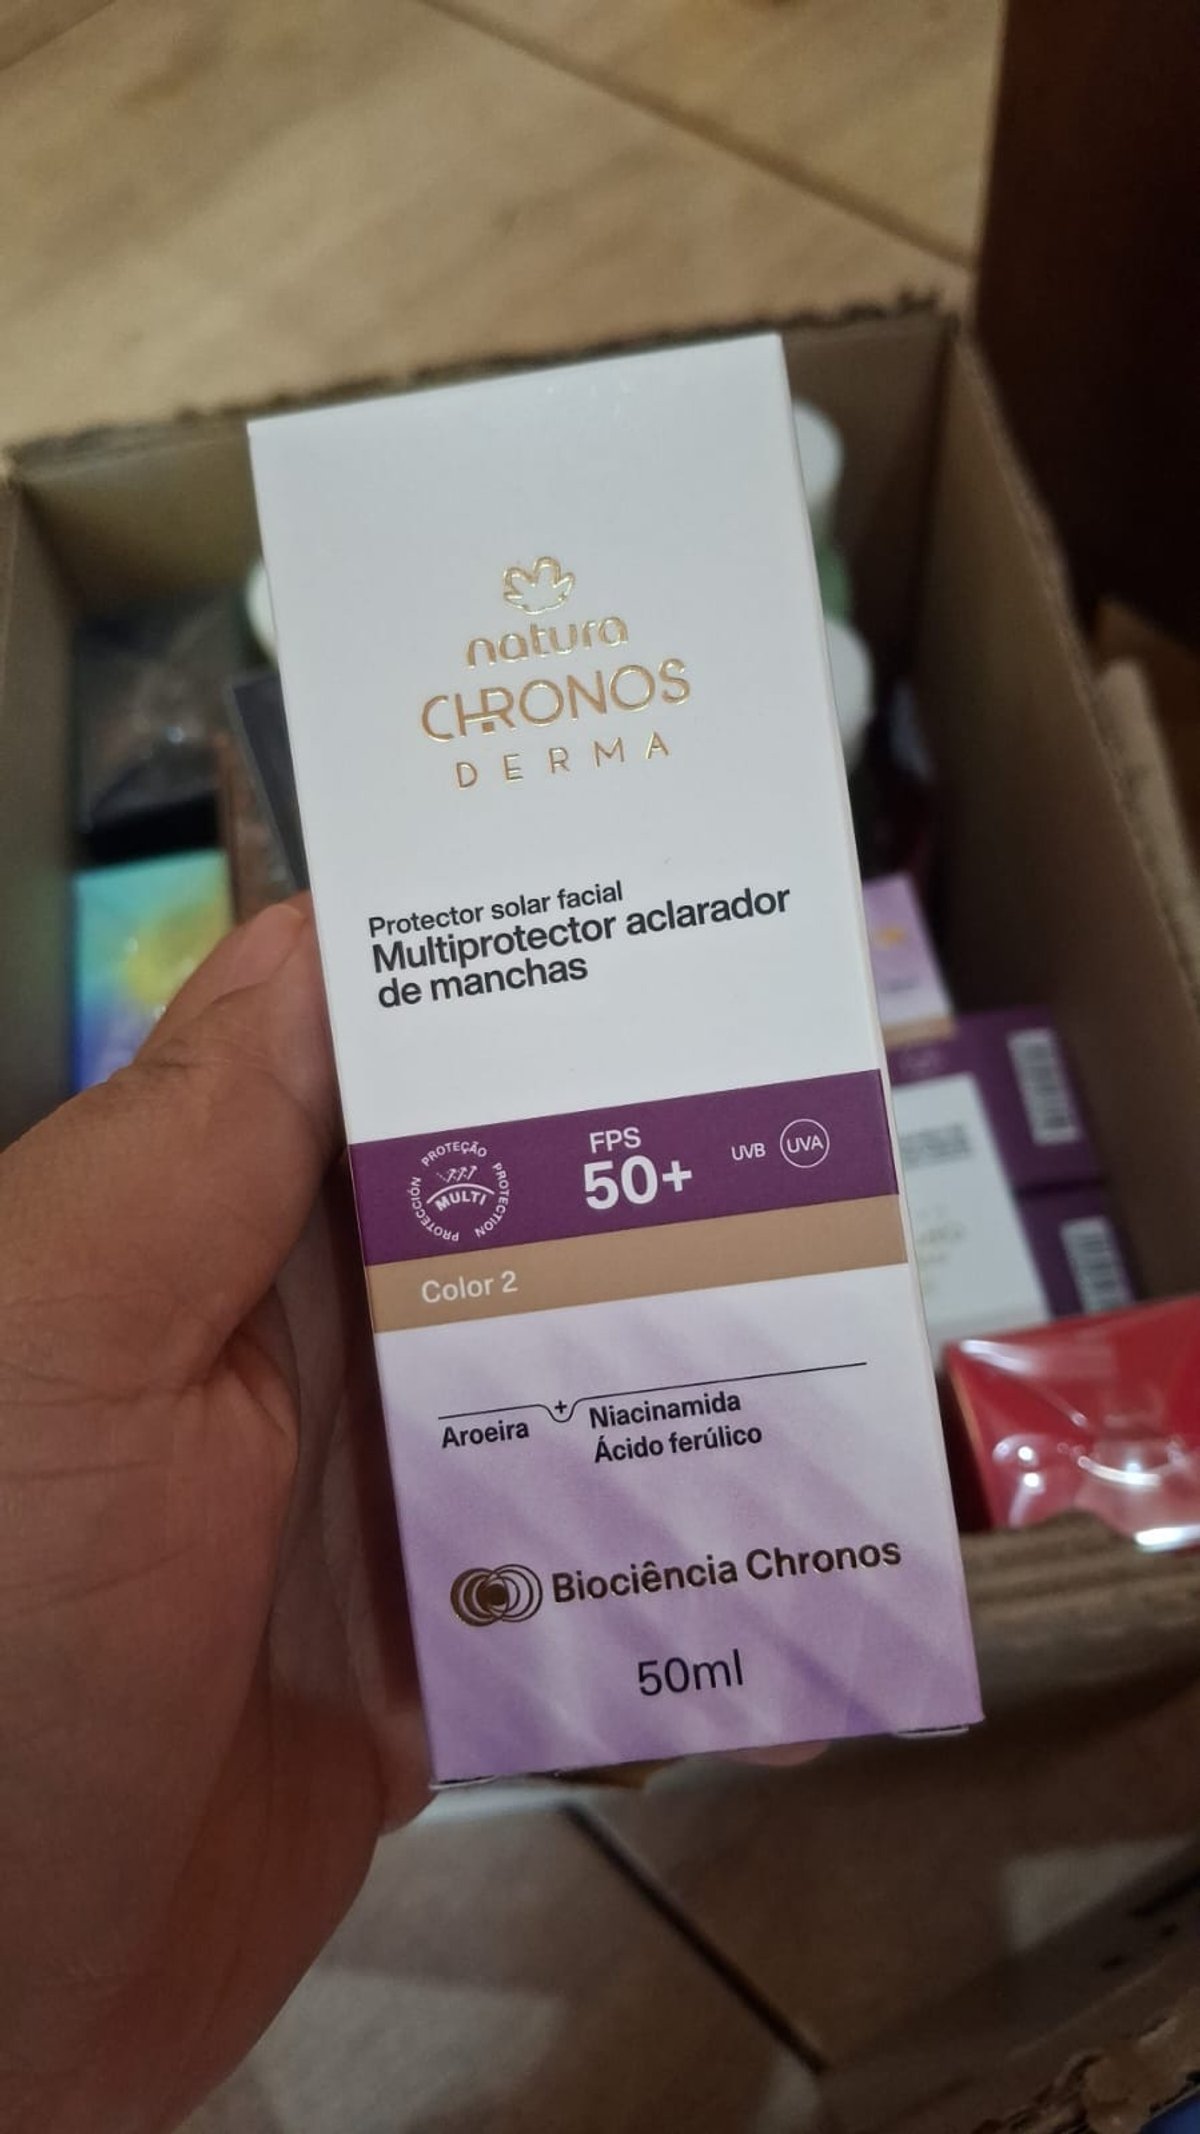 natura
CHRONOS
DERMA
Protector solar facial
Multiprotector aclarador
de manchas
PROTEÇÃO PROTECTION PROTECCIÓN
MULTI
FPS
50+
UVB UVA
Color 2
Aroeira + Niacinamida
Ácido ferúlico
Biociência Chronos
50ml